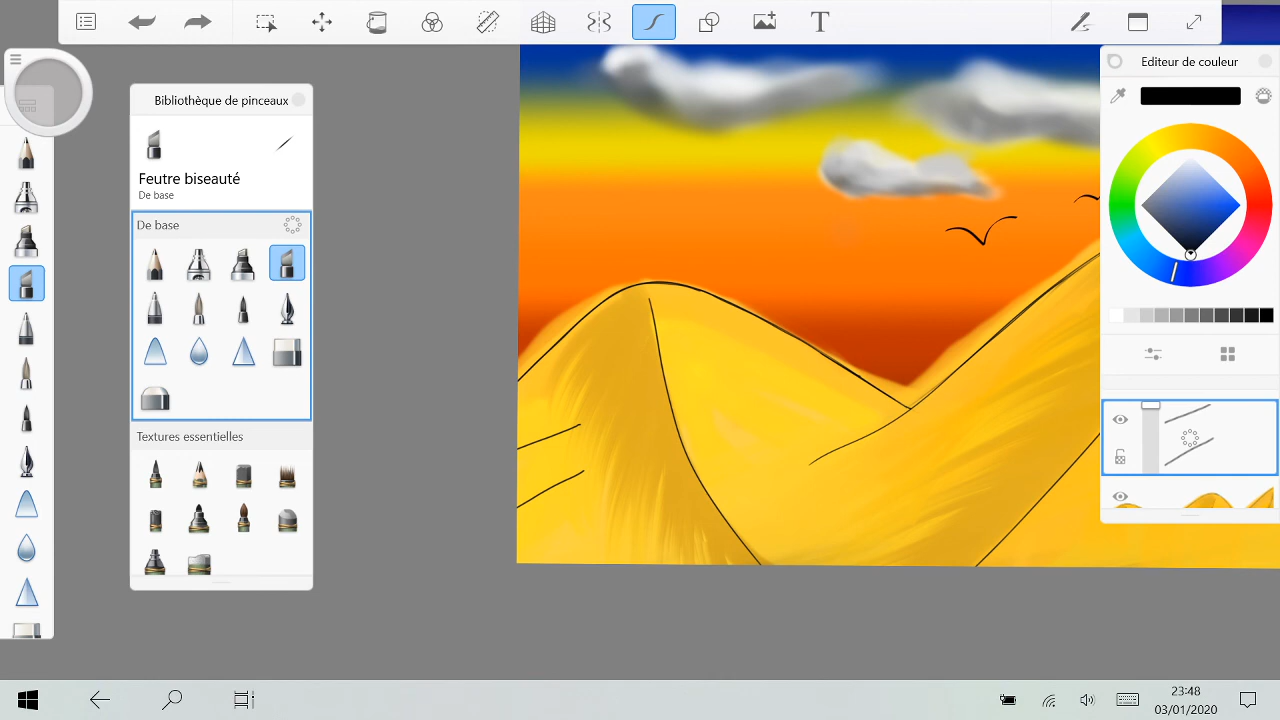 T
Editeur de couleur
Bibliothèque de pinceaux
Feutre biseauté
De base
De base
Textures essentielles
23:48
03/01/2020